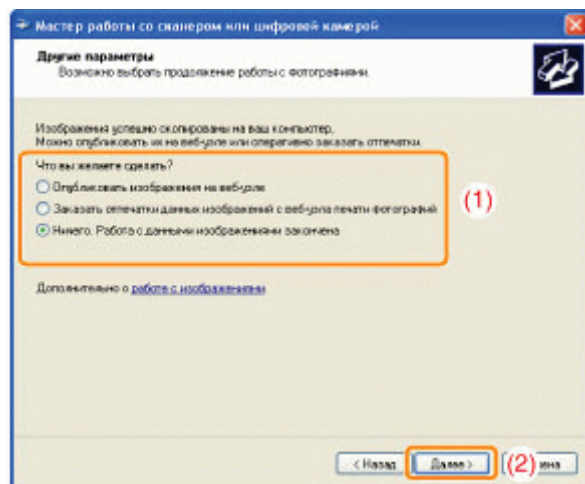 Мастер работы со сканером или цифровой камерой
Другие параметры
Возможно выбрать продолжение работы с фотографиями.
Изображения успешно скопированы на ваш компьютер.
Можно опубликовать их на веб-узле или оперативно заказать отпечатки.
Что вы желаете сделать?
Опубликовать изображения на веб-узле
Заказать отпечатки данных изображений с веб-узла печати фотографий
Ничего. Работа с данными изображениями закончена
(1)
Дополнительно о работе с изображениями
< Назад
Далее >
(2)
ена